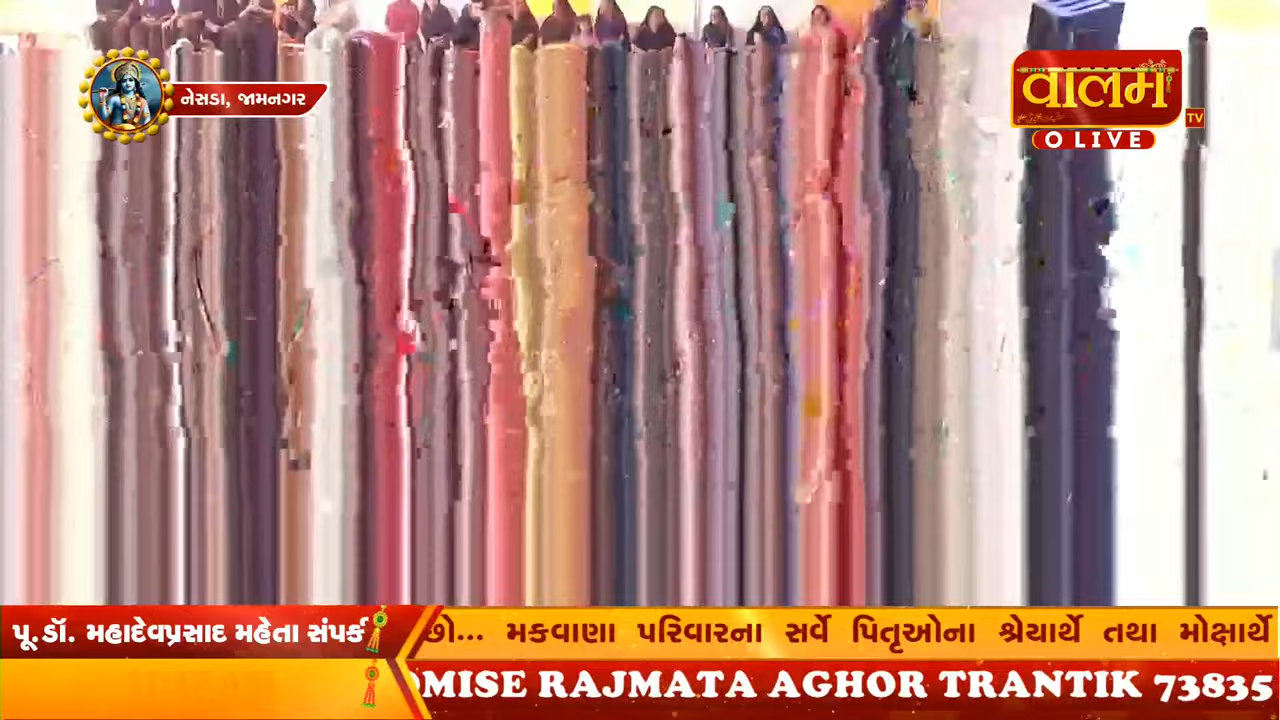 નેસડા, જામનગર
વાલમ
TV
LIVE
પૂ.ડૉ. મહાદેવપ્રસાદ મહેતા સંપર્ક
છો... મકવાણા પરિવારના સર્વે પિતૃઓના શ્રેયાર્થે તથા મોક્ષાર્થે
OMISE RAJMATA AGHOR TRANTIK 73835